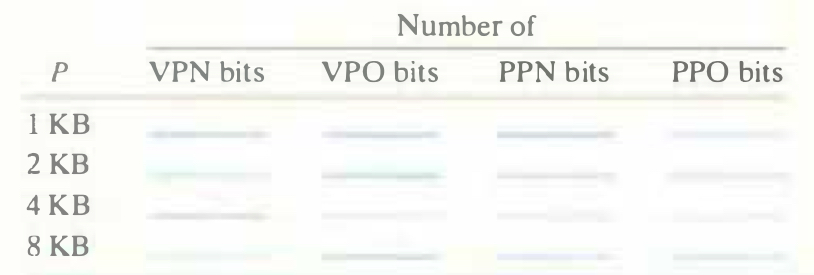 Number of
P VPN bits VPO bits PPN bits PPO bits
1 KB
2 KB
4 KB
8 KB